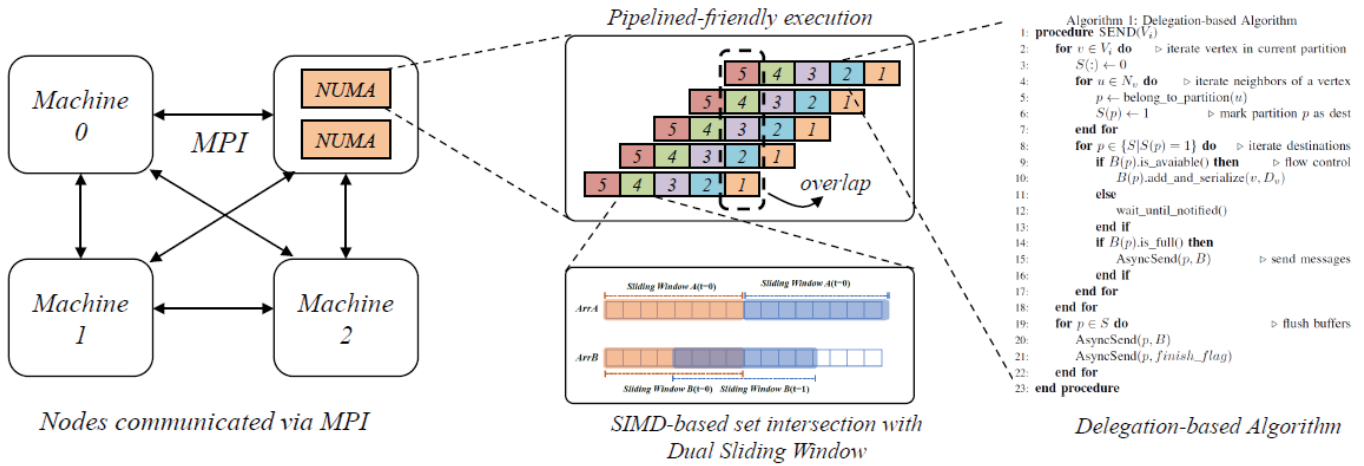 Machine
0
MPI
NUMA
NUMA
Machine
1
Machine
2
Nodes communicated via MPI
Pipelined-friendly execution
5 4 3 2 1
5 4 3 2 1
5 4 3 2 1
5 4 3 2 1
5 4 3 2 1
overlap
Sliding Window A(t=0) Sliding Window A(t=0)
ArrA
ArrB
Sliding Window B(t=0) Sliding Window B(t=1)
SIMD-based set intersection with
Dual Sliding Window
Algorithm 1: Delegation-based Algorithm
1: procedure SEND(V_i)
2: for v ∈ V_i do ▷ iterate vertex in current partition
3: S(:) ← 0
4: for u ∈ N_v do ▷ iterate neighbors of a vertex
5: p ← belong_to_partition(u)
6: S(p) ← 1 ▷ mark partition p as dest
7: end for
8: for p ∈ {S|S(p) = 1} do ▷ iterate destinations
9: if B(p).is_avaiable() then ▷ flow control
10: B(p).add_and_serialize(v, D_v)
11: else
12: wait_until_notified()
13: end if
14: if B(p).is_full() then
15: AsyncSend(p, B) ▷ send messages
16: end if
17: end for
18: end for
19: for p ∈ S do ▷ flush buffers
20: AsyncSend(p, B)
21: AsyncSend(p, finish_flag)
22: end for
23: end procedure
Delegation-based Algorithm